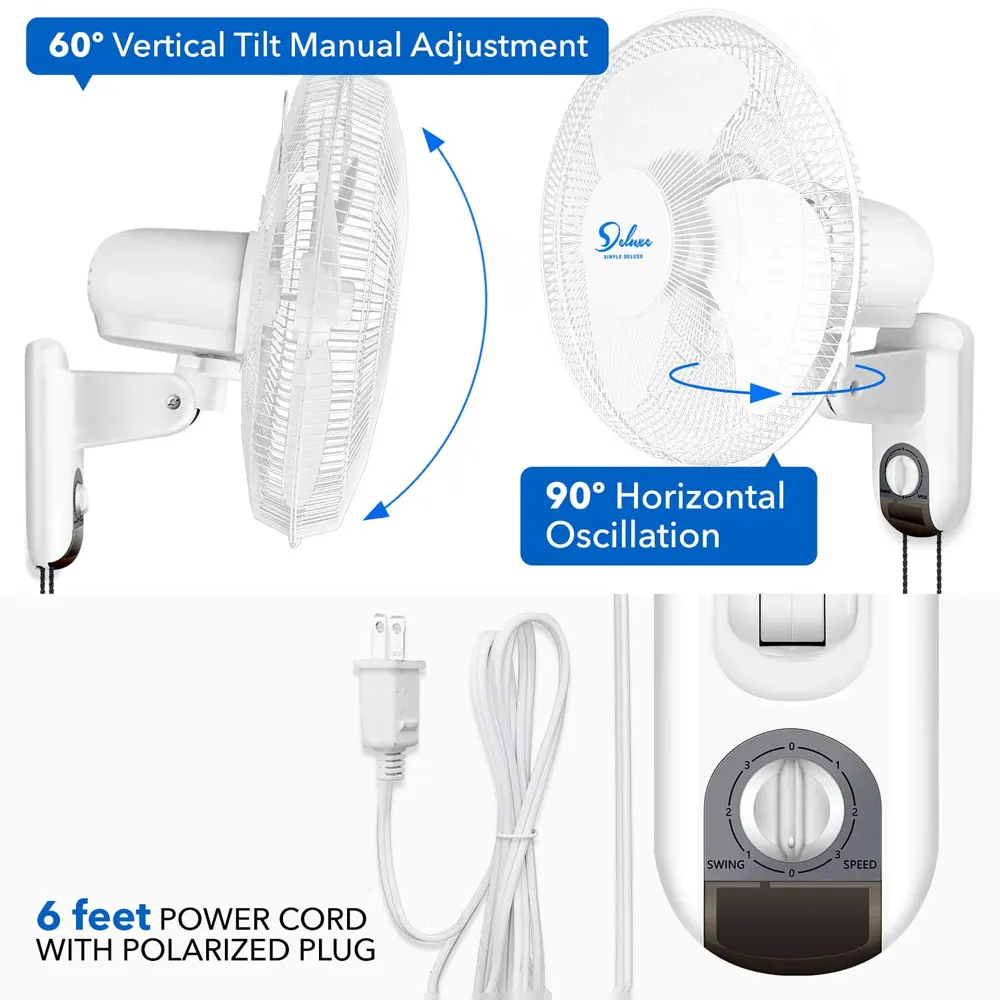 60° Vertical Tilt Manual Adjustment
Deluxe
SIMPLE DELUXE
90° Horizontal
Oscillation
0
3 1
2 2
1 3
SWING SPEED
0
6 feet POWER CORD
WITH POLARIZED PLUG